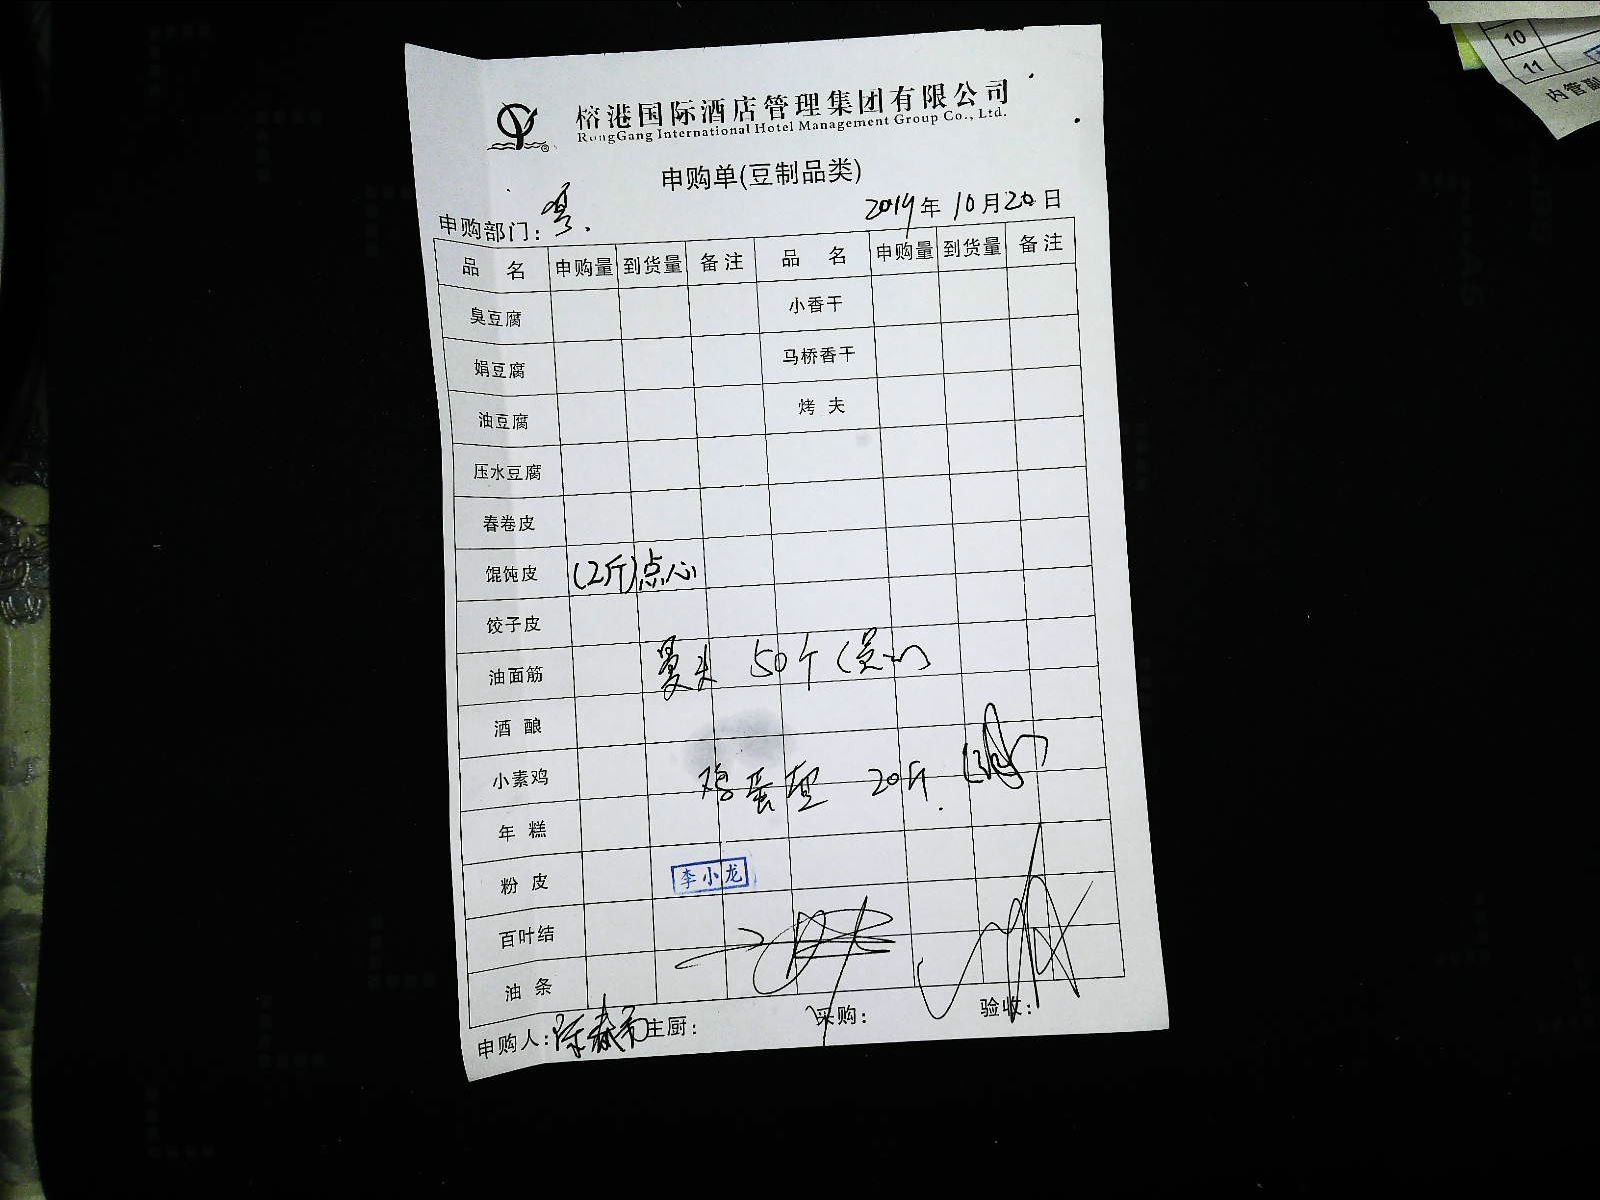 榕港国际酒店管理集团有限公司
RongGang International Hotel Management Group Co., Ltd.
申购单(豆制品类)
申购部门:
2019年10月20日
品 名 申购量 到货量 备注 品 名 申购量 到货量 备注
臭豆腐 小香干
娟豆腐 马桥香干
油豆腐 烤 夫
压水豆腐
春卷皮
馄饨皮 (2斤)点心
饺子皮
油面筋 50个
酒 酿
小素鸡 鸡蛋 20斤
年 糕
粉 皮 李小龙
百叶结
油 条
申购人: 主厨: 采购: 验收:
10
11
内管